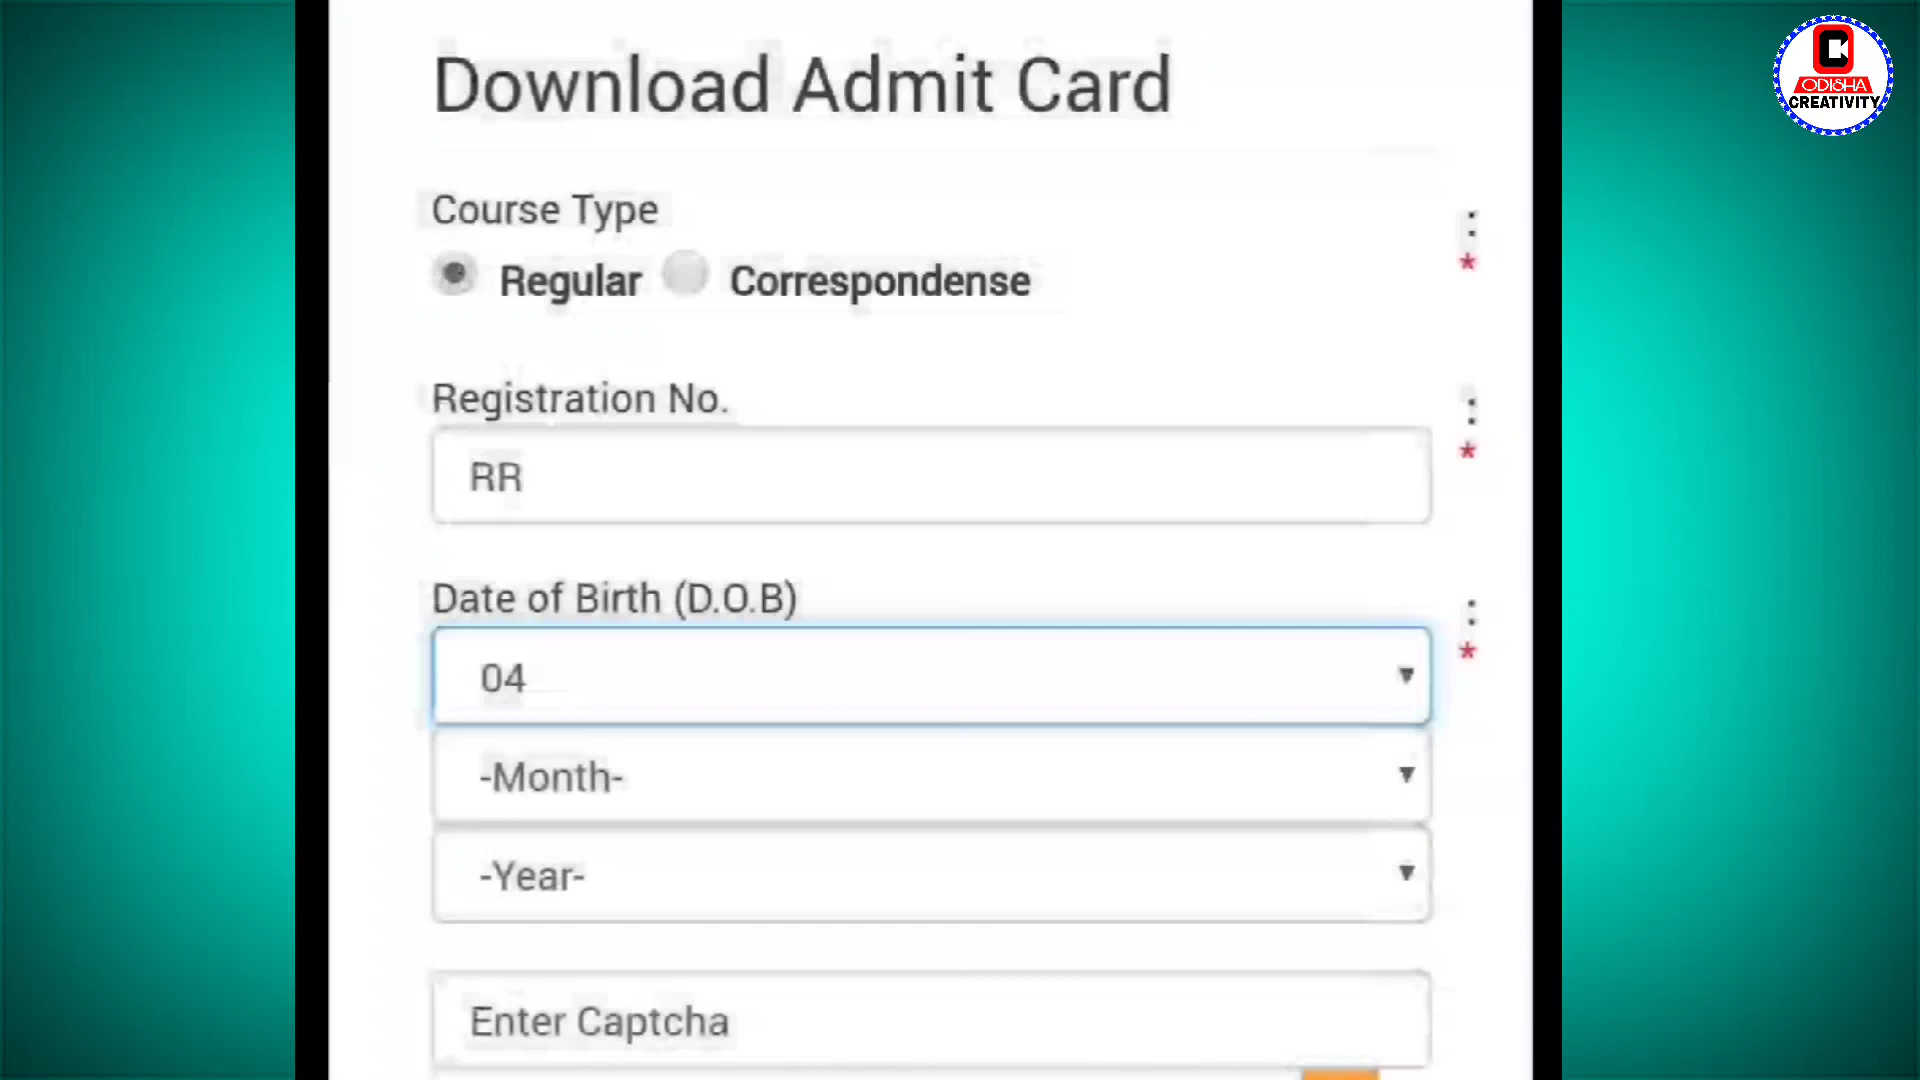 Download Admit Card
ODISHA
CREATIVITY
Course Type
:
*
Regular Correspondense
Registration No.
:
*
RR
Date of Birth (D.O.B)
:
*
04
-Month-
-Year-
Enter Captcha